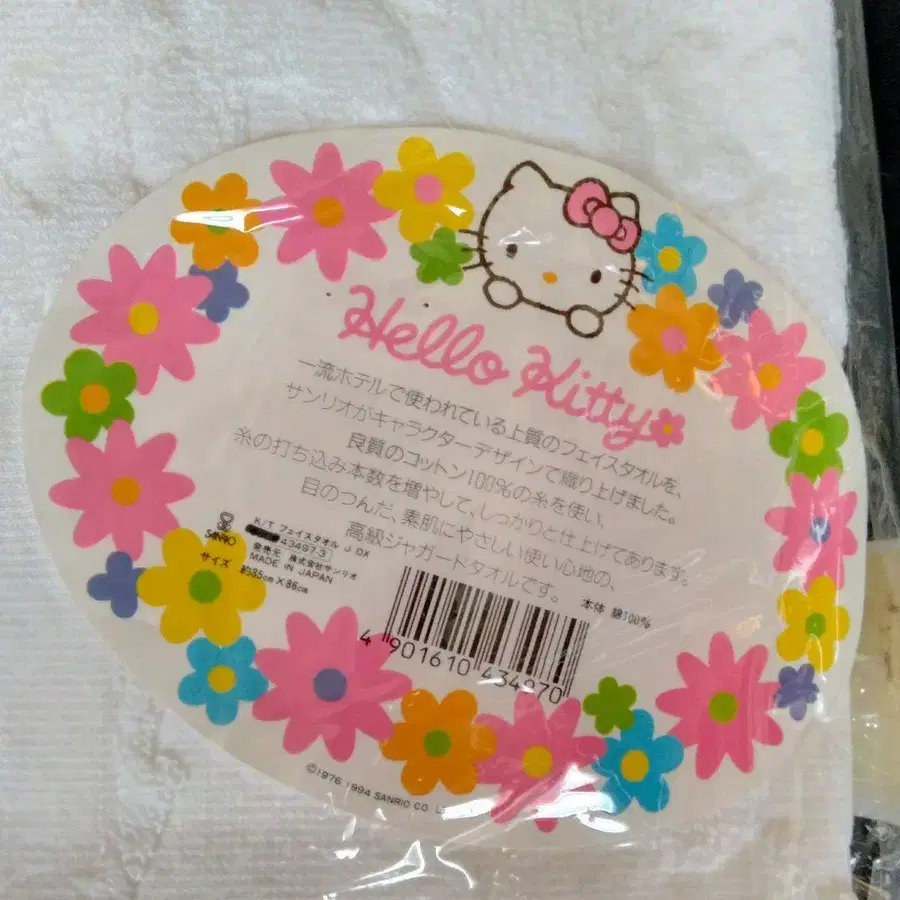 Hello Kitty
一流ホテルで使われている上質のフェイスタオルを、
サンリオがキャラクターデザインで織り上げました。
良質のコットン100%の糸を使い、
糸の打ち込み本数を増やして、しっかりと仕上げてあります。
目のつんだ、素肌にやさしい使い心地の、
高級ジャガードタオルです。
本体 綿100%
SANRIO
K/T フェイスタオル J DX
43497 3
発売元 株式会社サンリオ
MADE IN JAPAN
サイズ 約35cm×86cm
4 901610 434970
©1976, 1994 SANRIO CO.